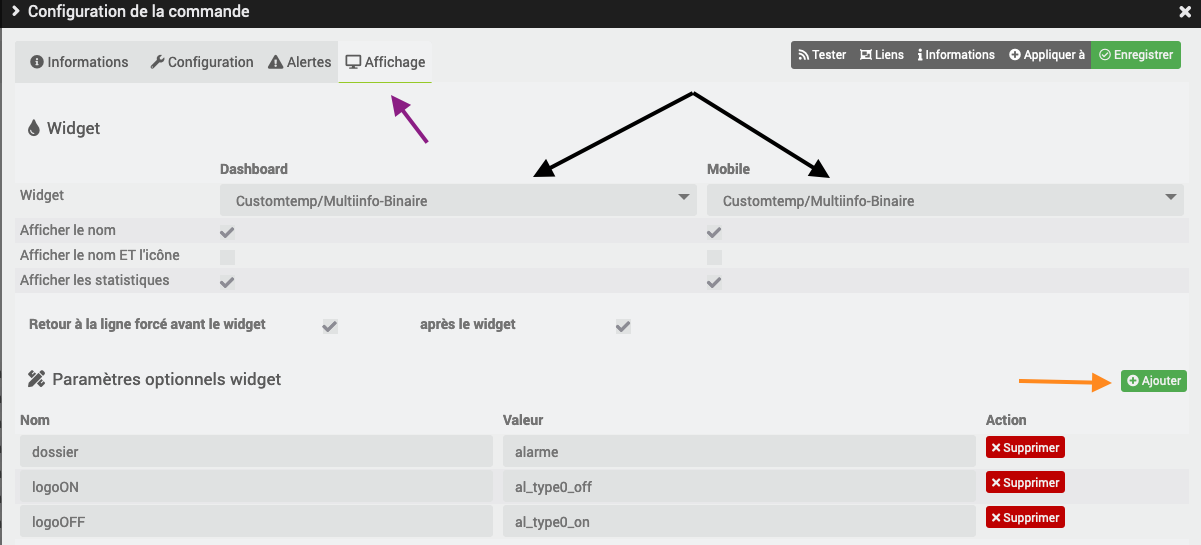 Configuration de la commande
Informations Configuration Alertes Affichage Tester Liens Informations Appliquer à Enregistrer
Widget
Dashboard Mobile
Widget Customtemp/Multiinfo-Binaire Customtemp/Multiinfo-Binaire
Afficher le nom
Afficher le nom ET l'icône
Afficher les statistiques
Retour à la ligne forcé avant le widget après le widget
Paramètres optionnels widget Ajouter
Nom Valeur Action
dossier alarme Supprimer
logoON al_type0_off Supprimer
logoOFF al_type0_on Supprimer